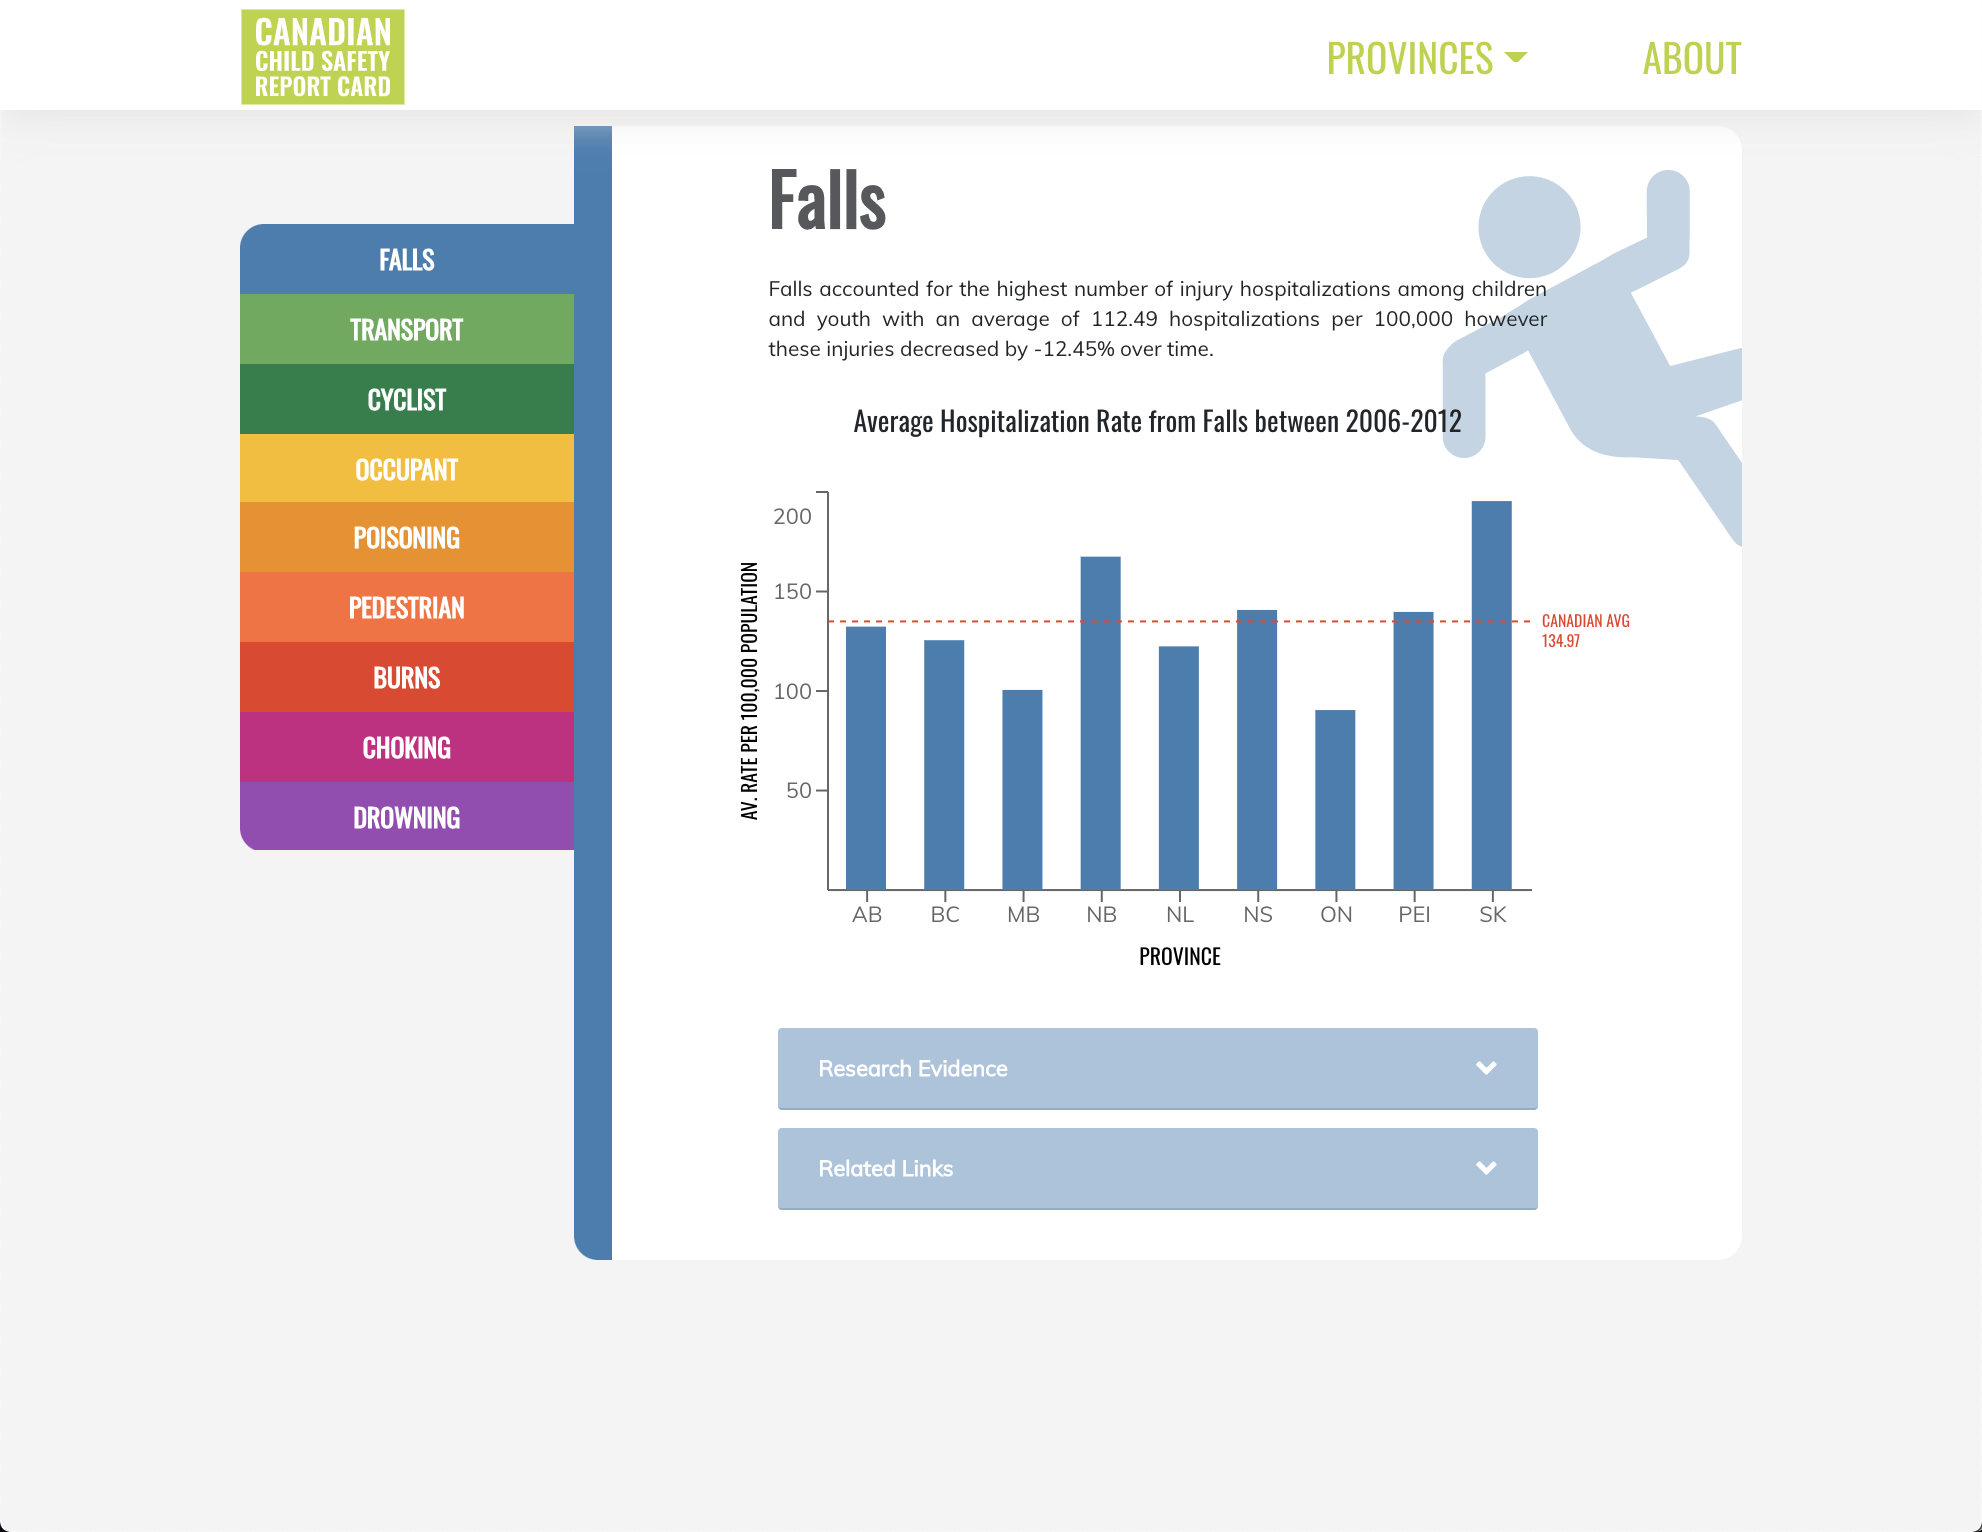 CANADIAN
CHILD SAFETY
REPORT CARD
PROVINCES
ABOUT
FALLS
TRANSPORT
CYCLIST
OCCUPANT
POISONING
PEDESTRIAN
BURNS
CHOKING
DROWNING
Falls
Falls accounted for the highest number of injury hospitalizations among children
and youth with an average of 112.49 hospitalizations per 100,000 however
these injuries decreased by -12.45% over time.
Average Hospitalization Rate from Falls between 2006-2012
AV. RATE PER 100,000 POPULATION
200
150
100
50
CANADIAN AVG
134.97
AB BC MB NB NL NS ON PEI SK
PROVINCE
Research Evidence
Related Links